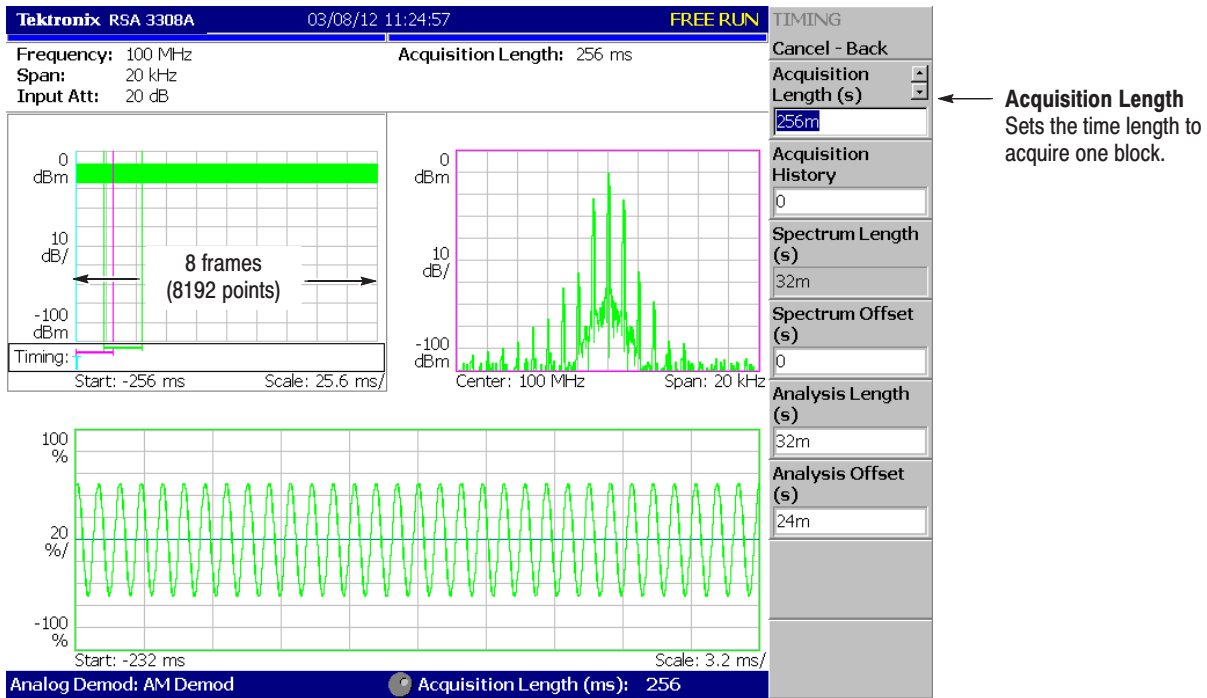 Tektronix RSA 3308A 03/08/12 11:24:57 FREE RUN
TIMING
Frequency: 100 MHz
Span: 20 kHz
Input Att: 20 dB
Acquisition Length: 256 ms
Cancel - Back
Acquisition
Length (s)
256m
Acquisition
History
0
Spectrum Length
(s)
32m
Spectrum Offset
(s)
0
Analysis Length
(s)
32m
Analysis Offset
(s)
24m
Acquisition Length
Sets the time length to
acquire one block.
0
dBm
10
dB/
-100
dBm
8 frames
(8192 points)
Timing:
Start: -256 ms Scale: 25.6 ms/
0
dBm
10
dB/
-100
dBm
Center: 100 MHz Span: 20 kHz
100
%
20
%/
-100
%
Start: -232 ms Scale: 3.2 ms/
Analog Demod: AM Demod Acquisition Length (ms): 256